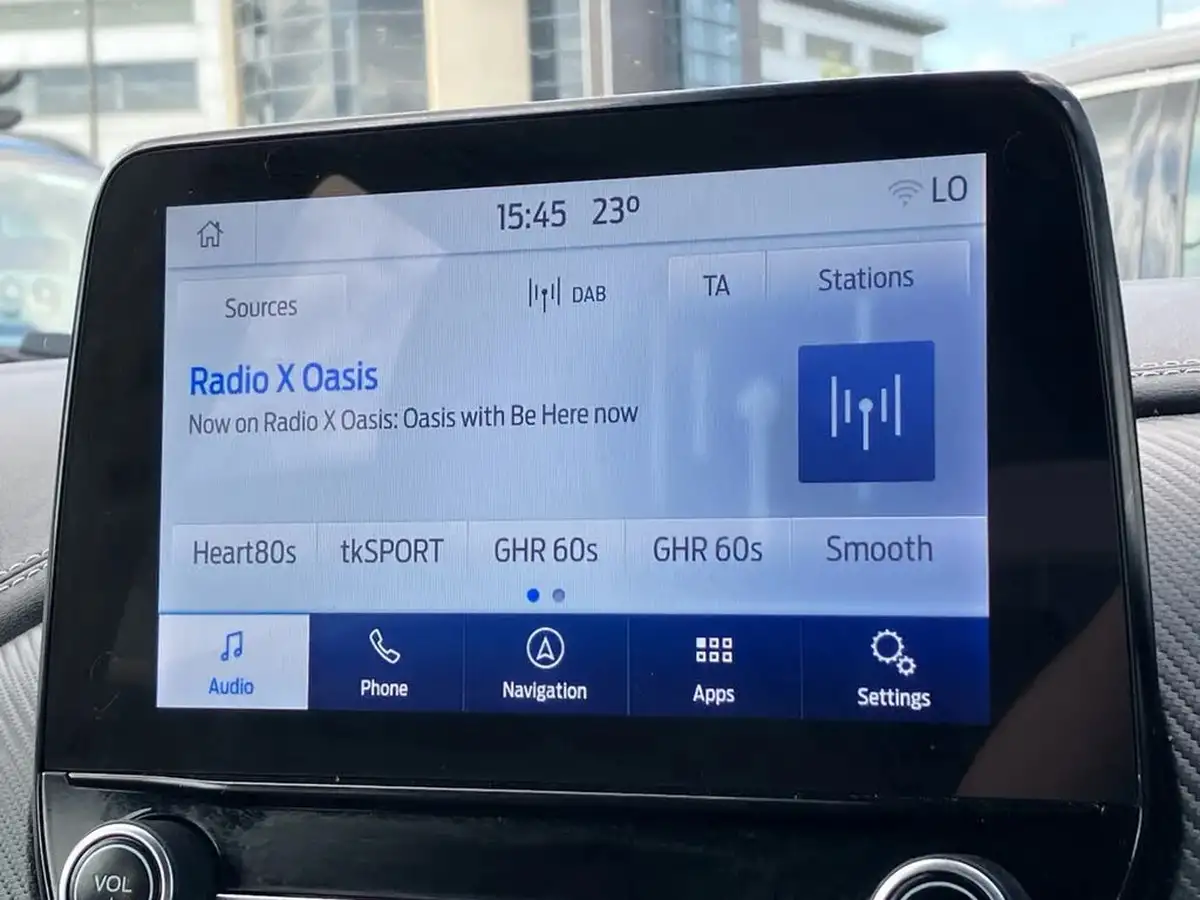 15:45 23° LO
Sources DAB TA Stations
Radio X Oasis
Now on Radio X Oasis: Oasis with Be Here now
Heart80s tkSPORT GHR 60s GHR 60s Smooth
Audio Phone Navigation Apps Settings
VOL